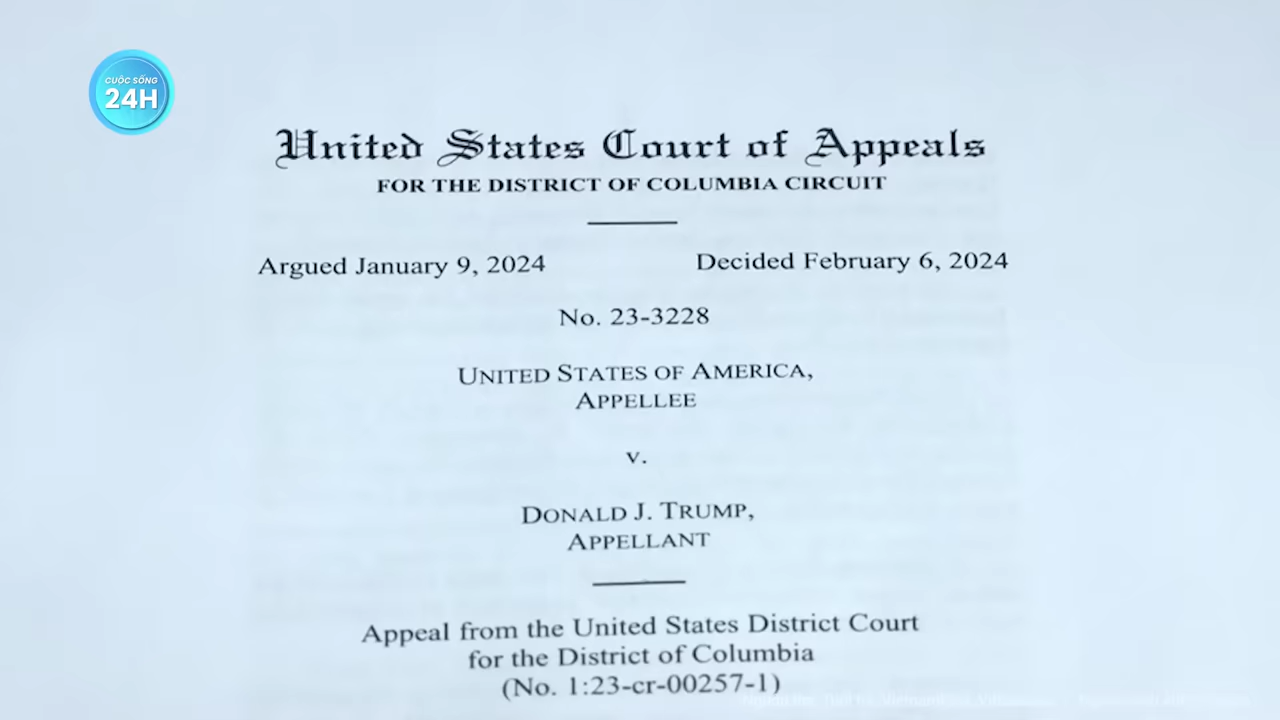 CUỘC SỐNG
24H
United States Court of Appeals
FOR THE DISTRICT OF COLUMBIA CIRCUIT
Argued January 9, 2024 Decided February 6, 2024
No. 23-3228
UNITED STATES OF AMERICA,
APPELLEE
v.
DONALD J. TRUMP,
APPELLANT
Appeal from the United States District Court
for the District of Columbia
(No. 1:23-cr-00257-1)